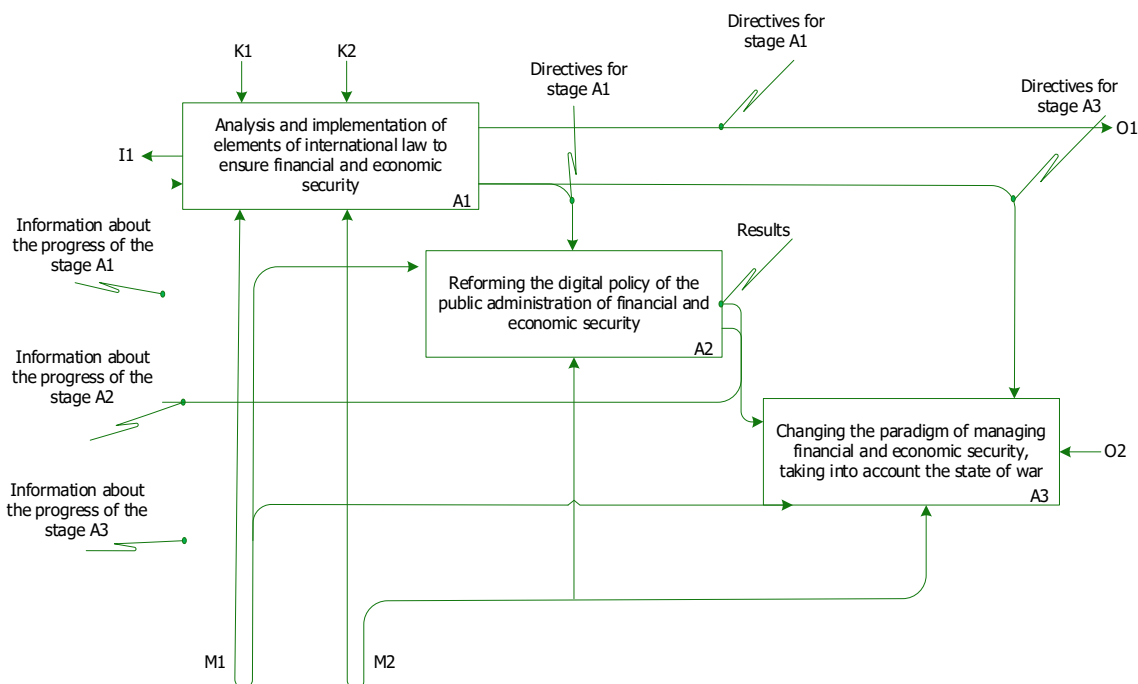 Directives for
stage A1
K1
K2
Directives for
stage A1
Directives for
stage A3
Analysis and implementation of
elements of international law to
ensure financial and economic
security
A1
I1
O1
Information about
the progress of the
stage A1
Results
Reforming the digital policy of the
public administration of financial and
economic security
A2
Information about
the progress of the
stage A2
Changing the paradigm of managing
financial and economic security,
taking into account the state of war
A3
O2
Information about
the progress of the
stage A3
M1
M2